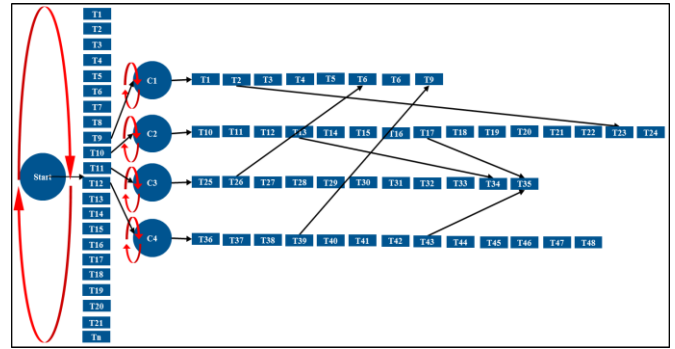 T1
T2
T3
T4
T5
T6
T7
T8
T9
T10
T11
T12
T13
T14
T15
T16
T17
T18
T19
T20
T21
Tn
Start
C1
T1 T2 T3 T4 T5 T6 T6 T9
C2
T10 T11 T12 T13 T14 T15 T16 T17 T18 T19 T20 T21 T22 T23 T24
C3
T25 T26 T27 T28 T29 T30 T31 T32 T33 T34 T35
C4
T36 T37 T38 T39 T40 T41 T42 T43 T44 T45 T46 T47 T48